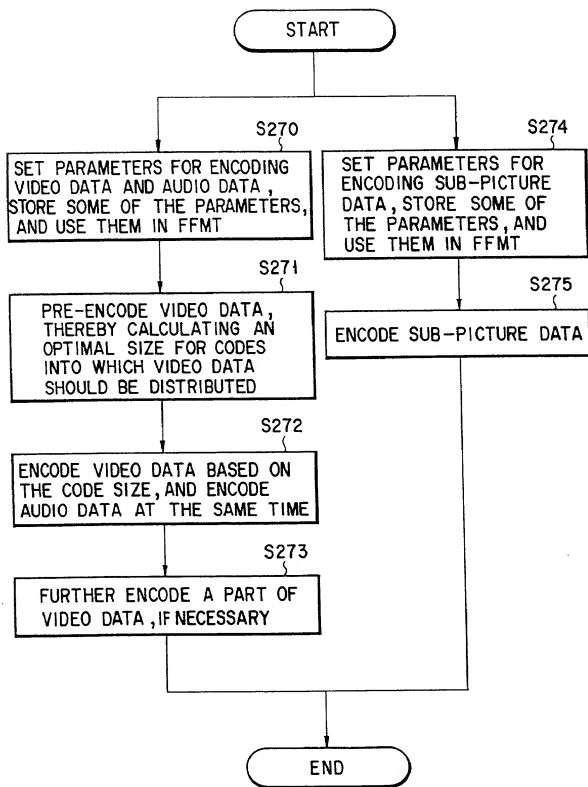 START
S270
SET PARAMETERS FOR ENCODING
VIDEO DATA AND AUDIO DATA,
STORE SOME OF THE PARAMETERS,
AND USE THEM IN FFMT
S271
PRE-ENCODE VIDEO DATA,
THEREBY CALCULATING AN
OPTIMAL SIZE FOR CODES
INTO WHICH VIDEO DATA
SHOULD BE DISTRIBUTED
S272
ENCODE VIDEO DATA BASED ON
THE CODE SIZE, AND ENCODE
AUDIO DATA AT THE SAME TIME
S273
FURTHER ENCODE A PART OF
VIDEO DATA, IF NECESSARY
S274
SET PARAMETERS FOR
ENCODING SUB-PICTURE
DATA, STORE SOME OF
THE PARAMETERS, AND
USE THEM IN FFMT
S275
ENCODE SUB-PICTURE DATA
END